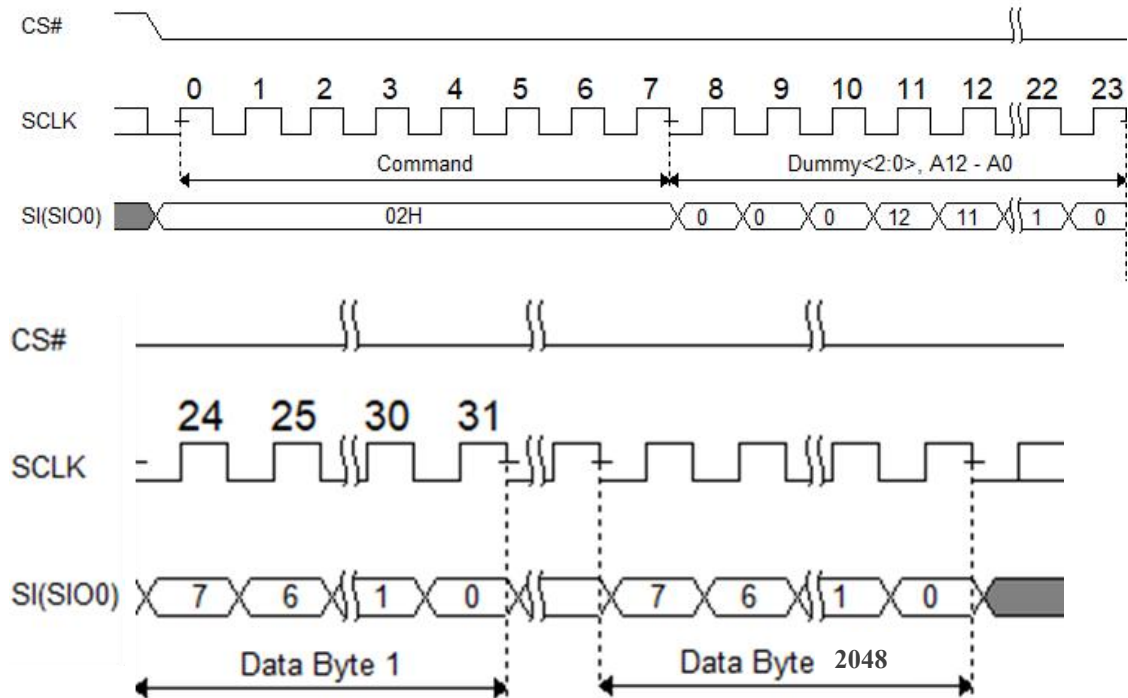 CS#
0 1 2 3 4 5 6 7 8 9 10 11 12 22 23
SCLK
Command Dummy<2:0>, A12 - A0
SI(SIO0) 02H 0 0 0 12 11 1 0
CS#
24 25 30 31
SCLK
SI(SIO0) 7 6 1 0 7 6 1 0
Data Byte 1 Data Byte 2048